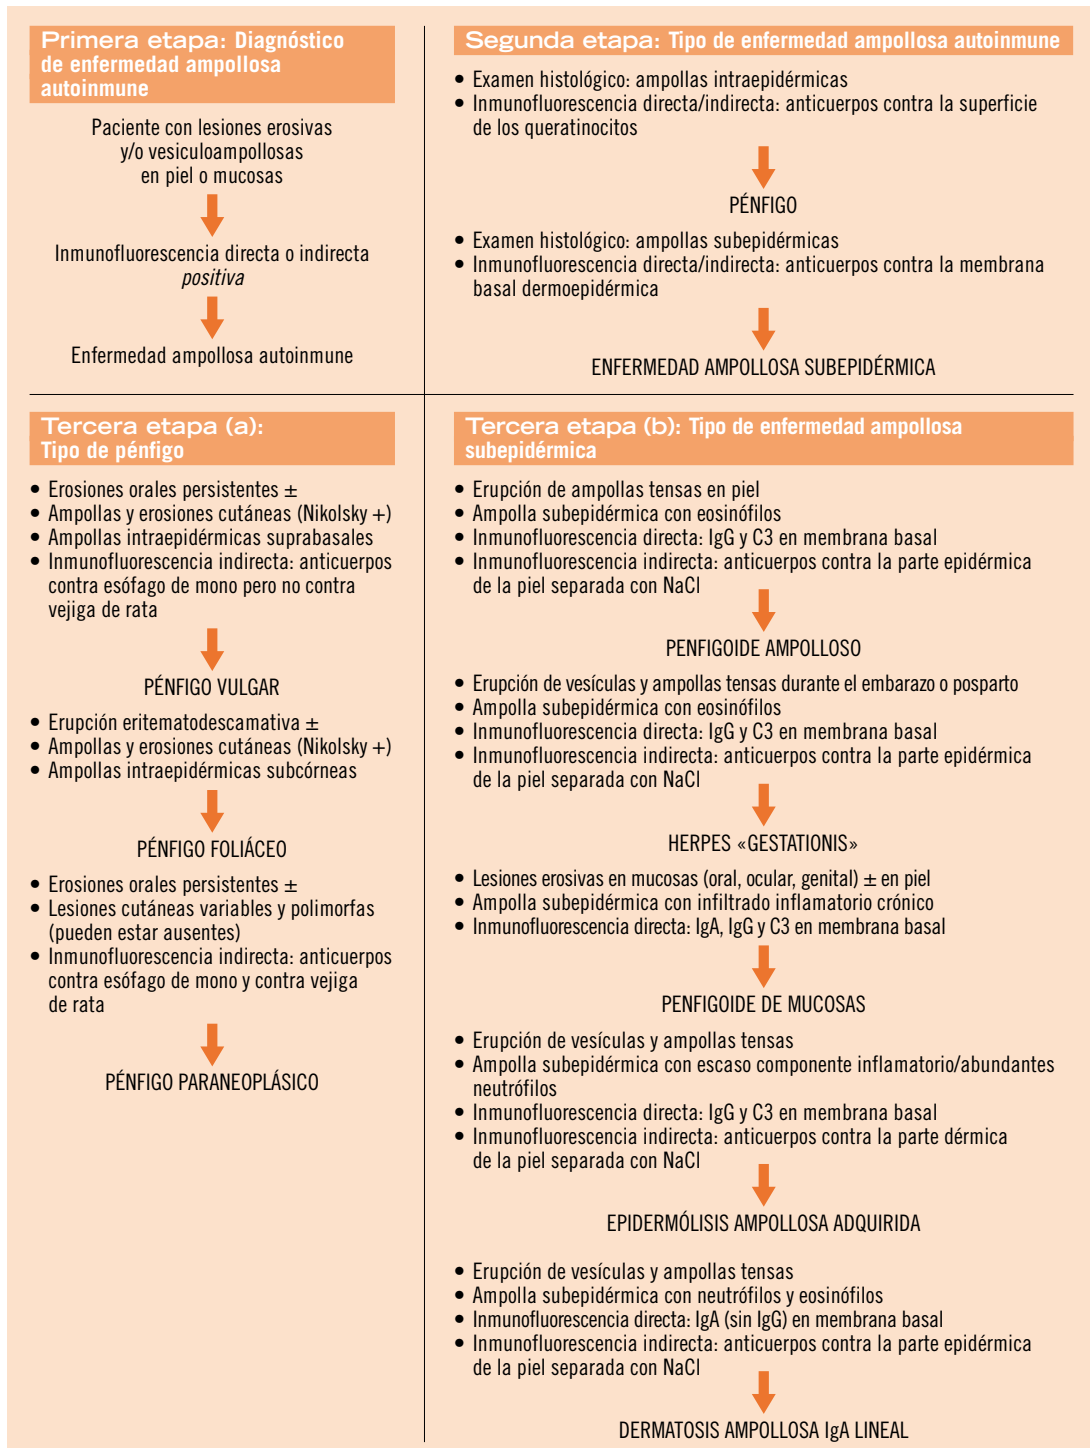 Primera etapa: Diagnóstico
de enfermedad ampollosa
autoinmune
Paciente con lesiones erosivas
y/o vesiculoampollosas
en piel o mucosas
Inmunofluorescencia directa o indirecta
positiva
Enfermedad ampollosa autoinmune
Segunda etapa: Tipo de enfermedad ampollosa autoinmune
• Examen histológico: ampollas intraepidérmicas
• Inmunofluorescencia directa/indirecta: anticuerpos contra la superficie
de los queratinocitos
PÉNFIGO
• Examen histológico: ampollas subepidérmicas
• Inmunofluorescencia directa/indirecta: anticuerpos contra la membrana
basal dermoepidérmica
ENFERMEDAD AMPOLLOSA SUBEPIDÉRMICA
Tercera etapa (a):
Tipo de pénfigo
• Erosiones orales persistentes ±
• Ampollas y erosiones cutáneas (Nikolsky +)
• Ampollas intraepidérmicas suprabasales
• Inmunofluorescencia indirecta: anticuerpos
contra esófago de mono pero no contra
vejiga de rata
PÉNFIGO VULGAR
• Erupción eritematodescamativa ±
• Ampollas y erosiones cutáneas (Nikolsky +)
• Ampollas intraepidérmicas subcórneas
PÉNFIGO FOLIÁCEO
• Erosiones orales persistentes ±
• Lesiones cutáneas variables y polimorfas
(pueden estar ausentes)
• Inmunofluorescencia indirecta: anticuerpos
contra esófago de mono y contra vejiga
de rata
PÉNFIGO PARANEOPLÁSICO
Tercera etapa (b): Tipo de enfermedad ampollosa
subepidérmica
• Erupción de ampollas tensas en piel
• Ampolla subepidérmica con eosinófilos
• Inmunofluorescencia directa: IgG y C3 en membrana basal
• Inmunofluorescencia indirecta: anticuerpos contra la parte epidérmica
de la piel separada con NaCl
PENFIGOIDE AMPOLLOSO
• Erupción de vesículas y ampollas tensas durante el embarazo o posparto
• Ampolla subepidérmica con eosinófilos
• Inmunofluorescencia directa: IgG y C3 en membrana basal
• Inmunofluorescencia indirecta: anticuerpos contra la parte epidérmica
de la piel separada con NaCl
HERPES «GESTATIONIS»
• Lesiones erosivas en mucosas (oral, ocular, genital) ± en piel
• Ampolla subepidérmica con infiltrado inflamatorio crónico
• Inmunofluorescencia directa: IgA, IgG y C3 en membrana basal
PENFIGOIDE DE MUCOSAS
• Erupción de vesículas y ampollas tensas
• Ampolla subepidérmica con escaso componente inflamatorio/abundantes
neutrófilos
• Inmunofluorescencia directa: IgG y C3 en membrana basal
• Inmunofluorescencia indirecta: anticuerpos contra la parte dérmica
de la piel separada con NaCl
EPIDERMÓLISIS AMPOLLOSA ADQUIRIDA
• Erupción de vesículas y ampollas tensas
• Ampolla subepidérmica con neutrófilos y eosinófilos
• Inmunofluorescencia directa: IgA (sin IgG) en membrana basal
• Inmunofluorescencia indirecta: anticuerpos contra la parte epidérmica
de la piel separada con NaCl
DERMATOSIS AMPOLLOSA IgA LINEAL